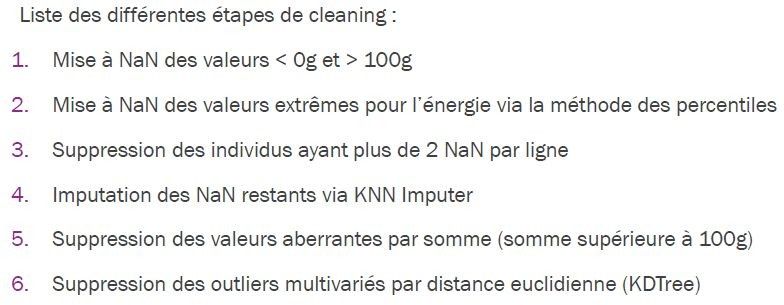 Liste des différentes étapes de cleaning :
1. Mise à NaN des valeurs < 0g et > 100g
2. Mise à NaN des valeurs extrêmes pour l’énergie via la méthode des percentiles
3. Suppression des individus ayant plus de 2 NaN par ligne
4. Imputation des NaN restants via KNN Imputer
5. Suppression des valeurs aberrantes par somme (somme supérieure à 100g)
6. Suppression des outliers multivariés par distance euclidienne (KDTree)